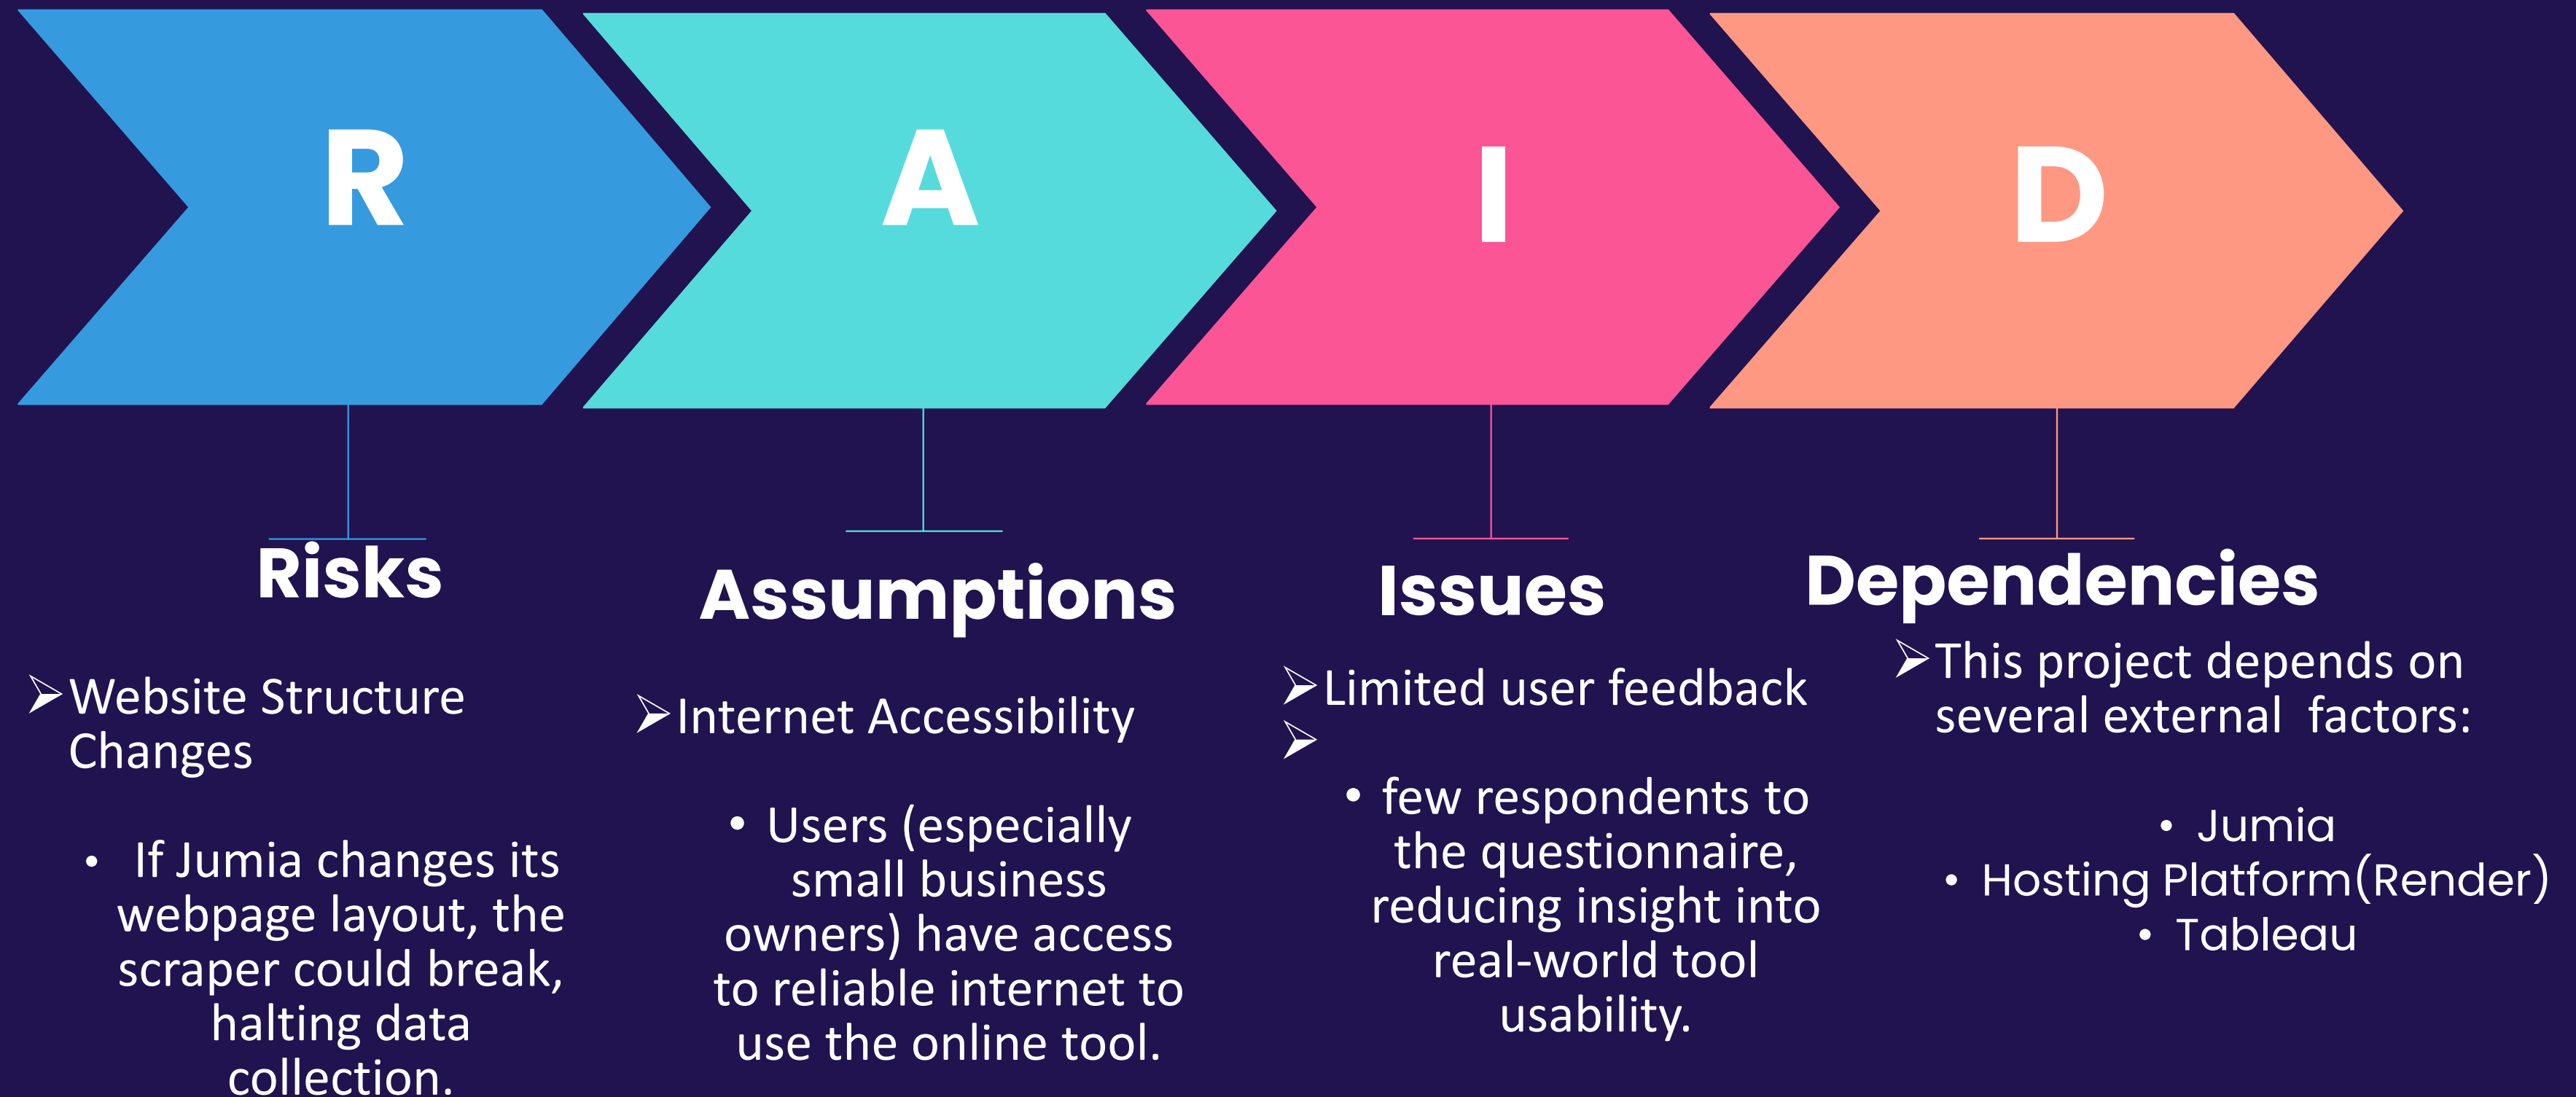 R
A
I
D
Risks
➢Website Structure
Changes
• If Jumia changes its
webpage layout, the
scraper could break,
halting data
collection.
Assumptions
➢Internet Accessibility
• Users (especially
small business
owners) have access
to reliable internet to
use the online tool.
Issues
➢Limited user feedback
➢
• few respondents to
the questionnaire,
reducing insight into
real-world tool
usability.
Dependencies
➢This project depends on
several external  factors:
• Jumia
• Hosting Platform(Render)
• Tableau